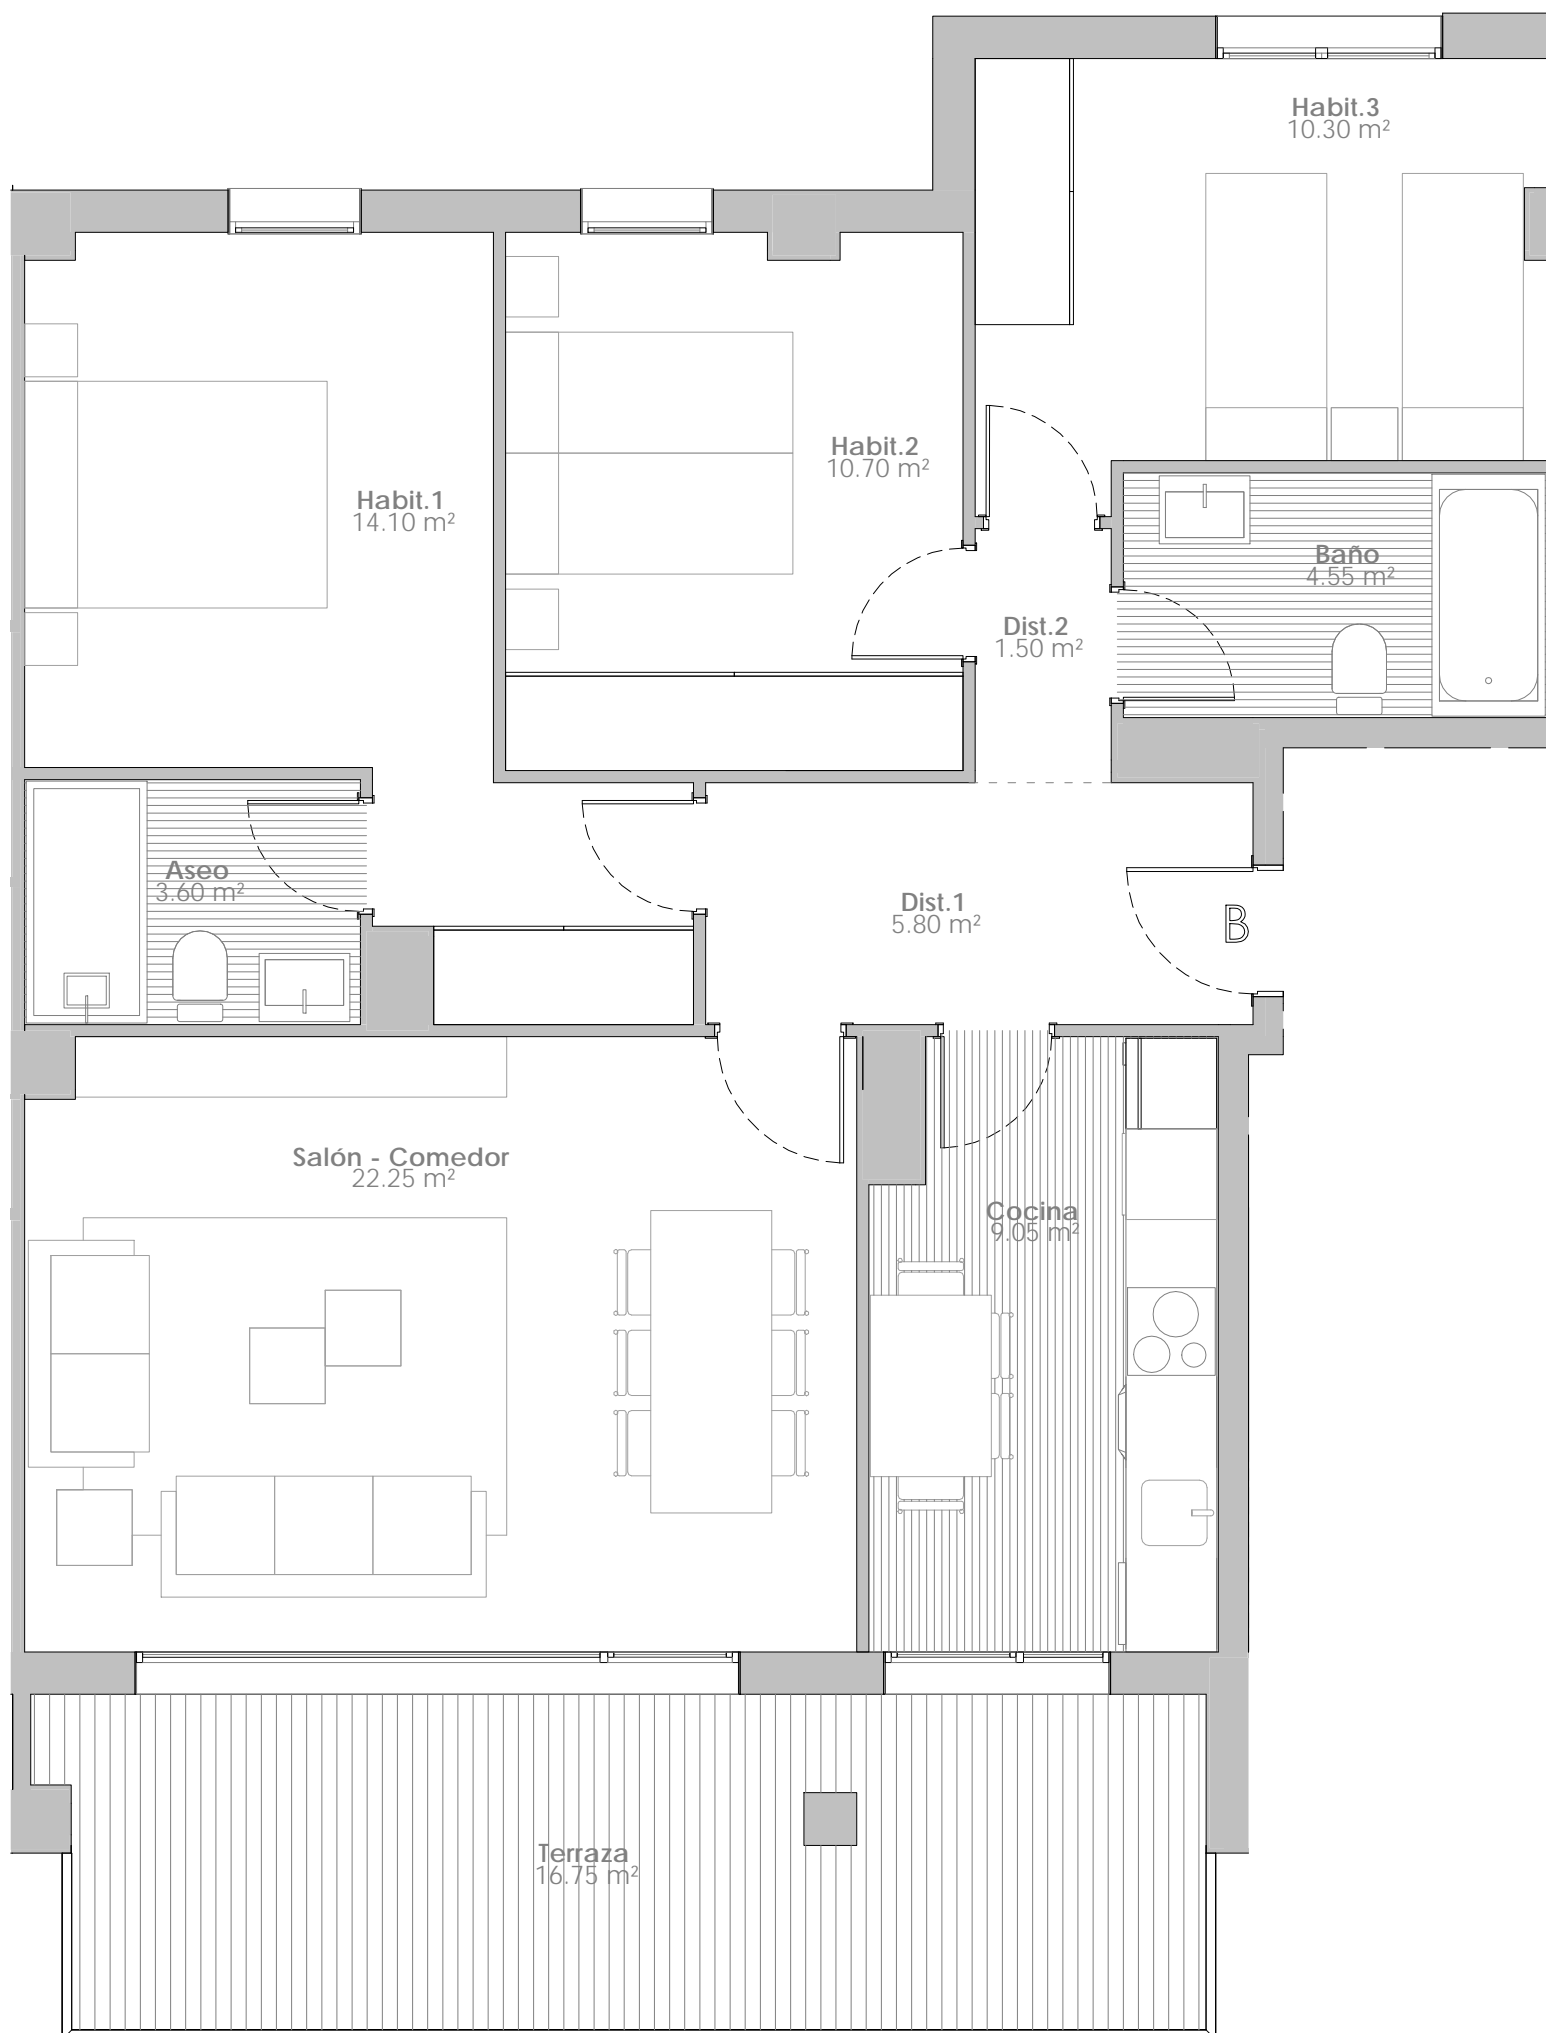 Habit.3
10.30 m²
Habit.2
10.70 m²
Habit.1
14.10 m²
Baño
4.55 m²
Dist.2
1.50 m²
Aseo
3.60 m²
Dist.1
5.80 m²
B
Salón - Comedor
22.25 m²
Cocina
9.05 m²
Terraza
16.75 m²